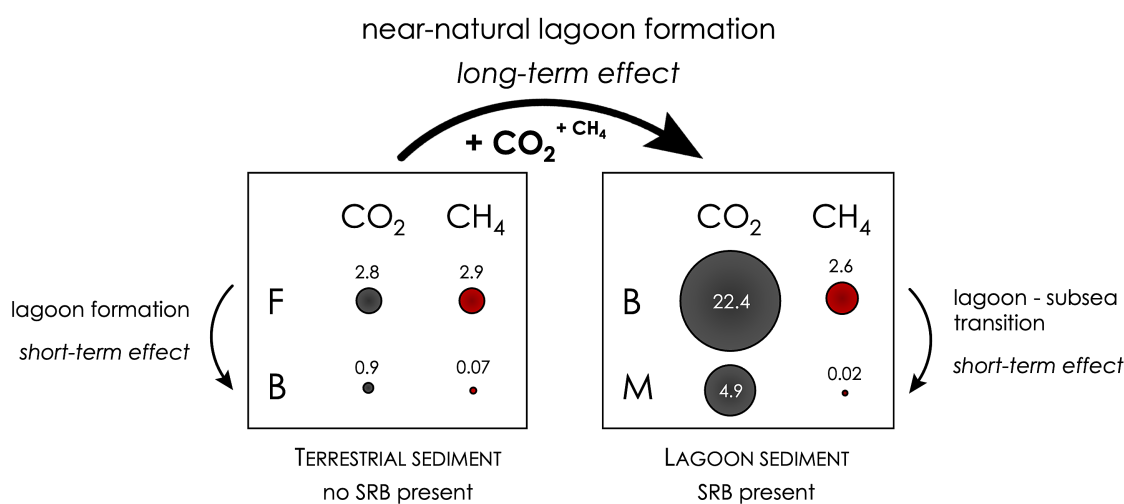 near-natural lagoon formation
long-term effect
+ CO₂ + CH₄
CO₂ CH₄
2.8 2.9
F
0.9 0.07
B
TERRESTRIAL SEDIMENT
no SRB present
lagoon formation
short-term effect
CO₂ CH₄
2.6
B 22.4
0.02
M 4.9
LAGOON SEDIMENT
SRB present
lagoon - subsea
transition
short-term effect